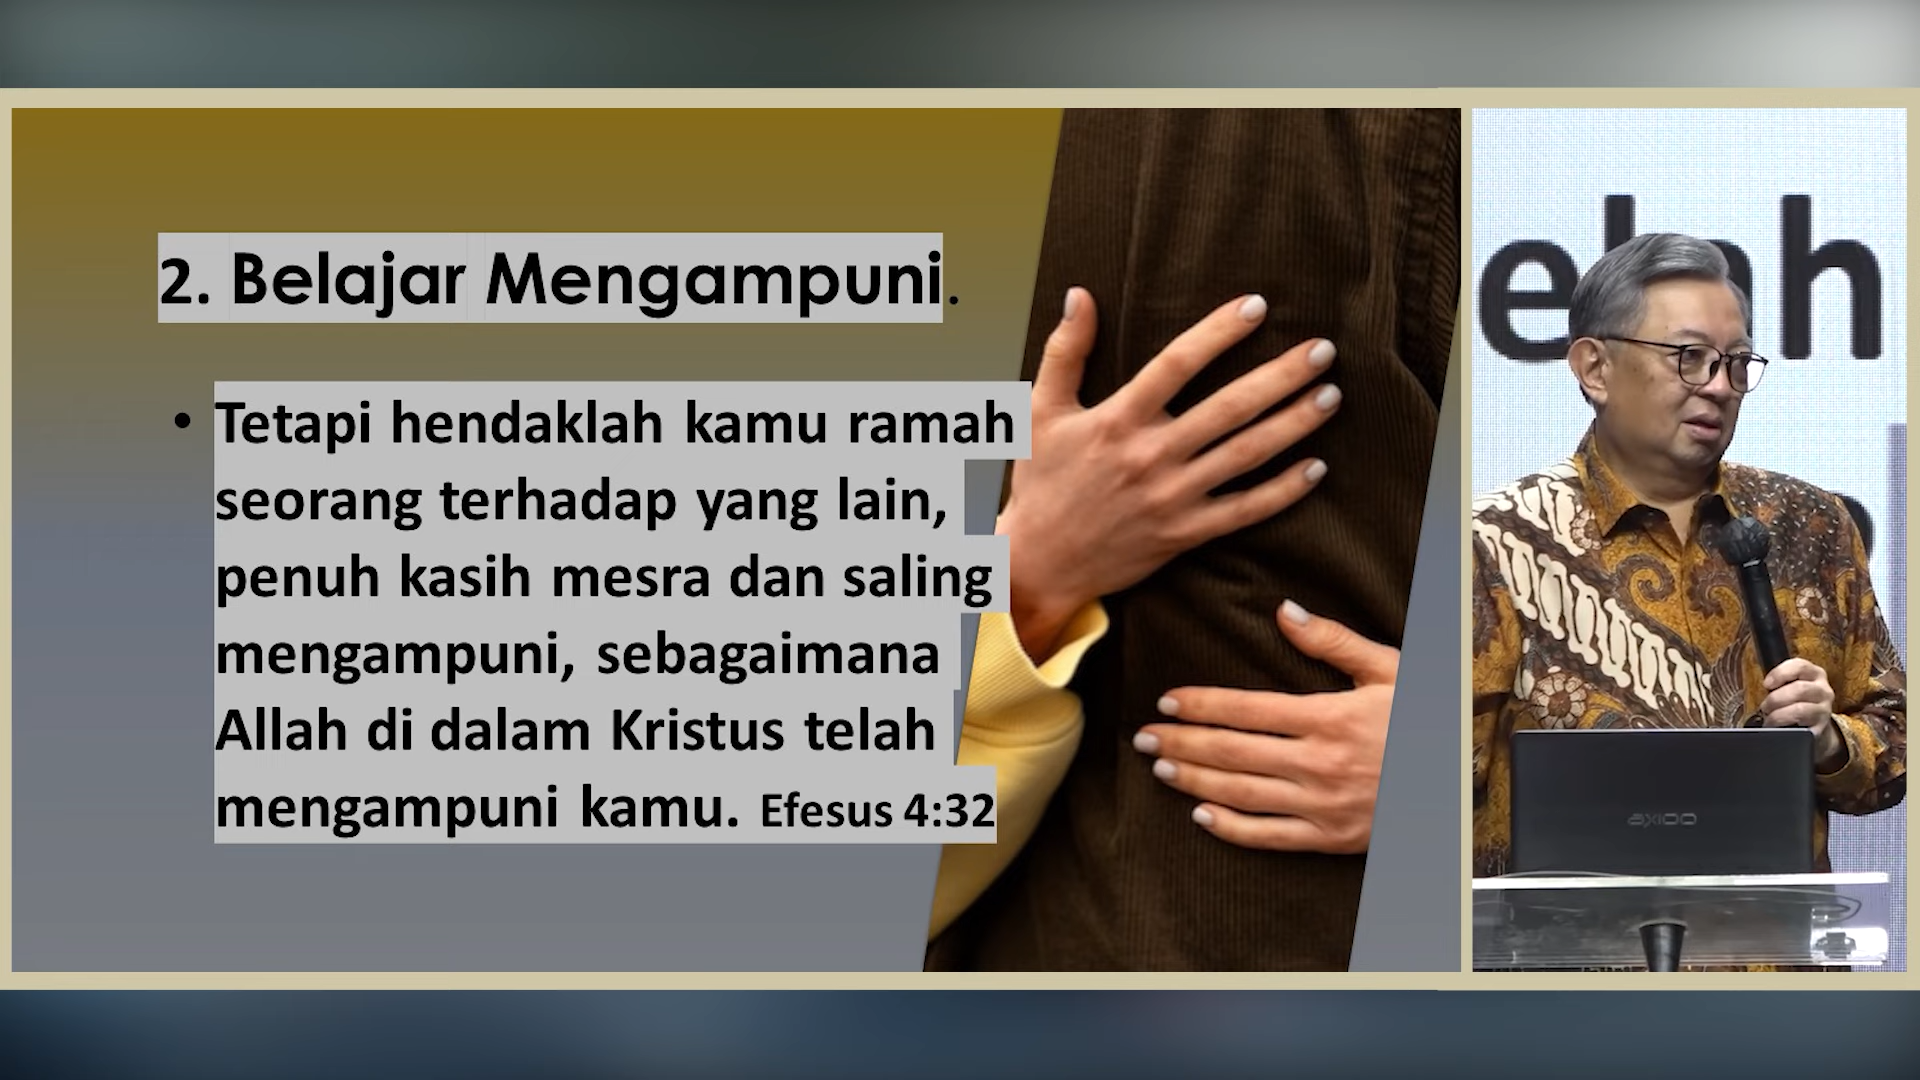 2. Belajar Mengampuni.
• Tetapi hendaklah kamu ramah
seorang terhadap yang lain,
penuh kasih mesra dan saling
mengampuni, sebagaimana
Allah di dalam Kristus telah
mengampuni kamu. Efesus 4:32
elah
AXIOO